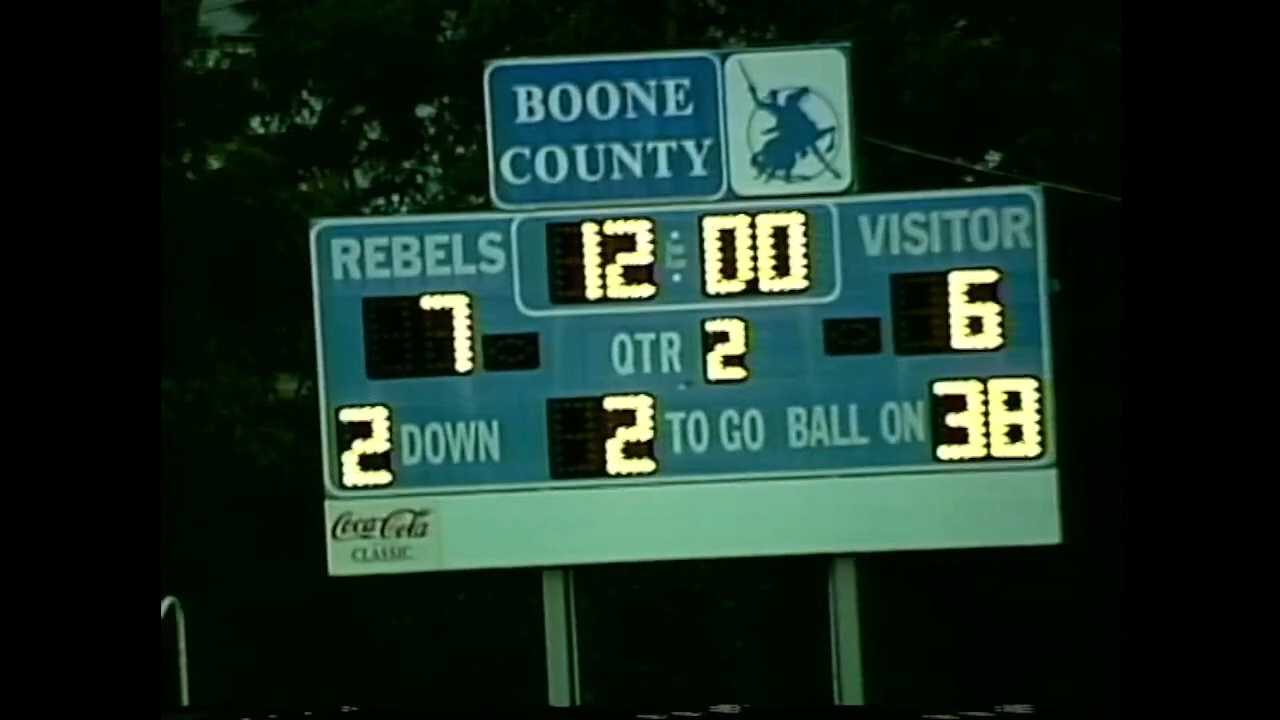 BOONE
COUNTY
REBELS 12:00 VISITOR
7 QTR 2 6
2 DOWN 2 TO GO BALL ON 38
Coca-Cola
CLASSIC